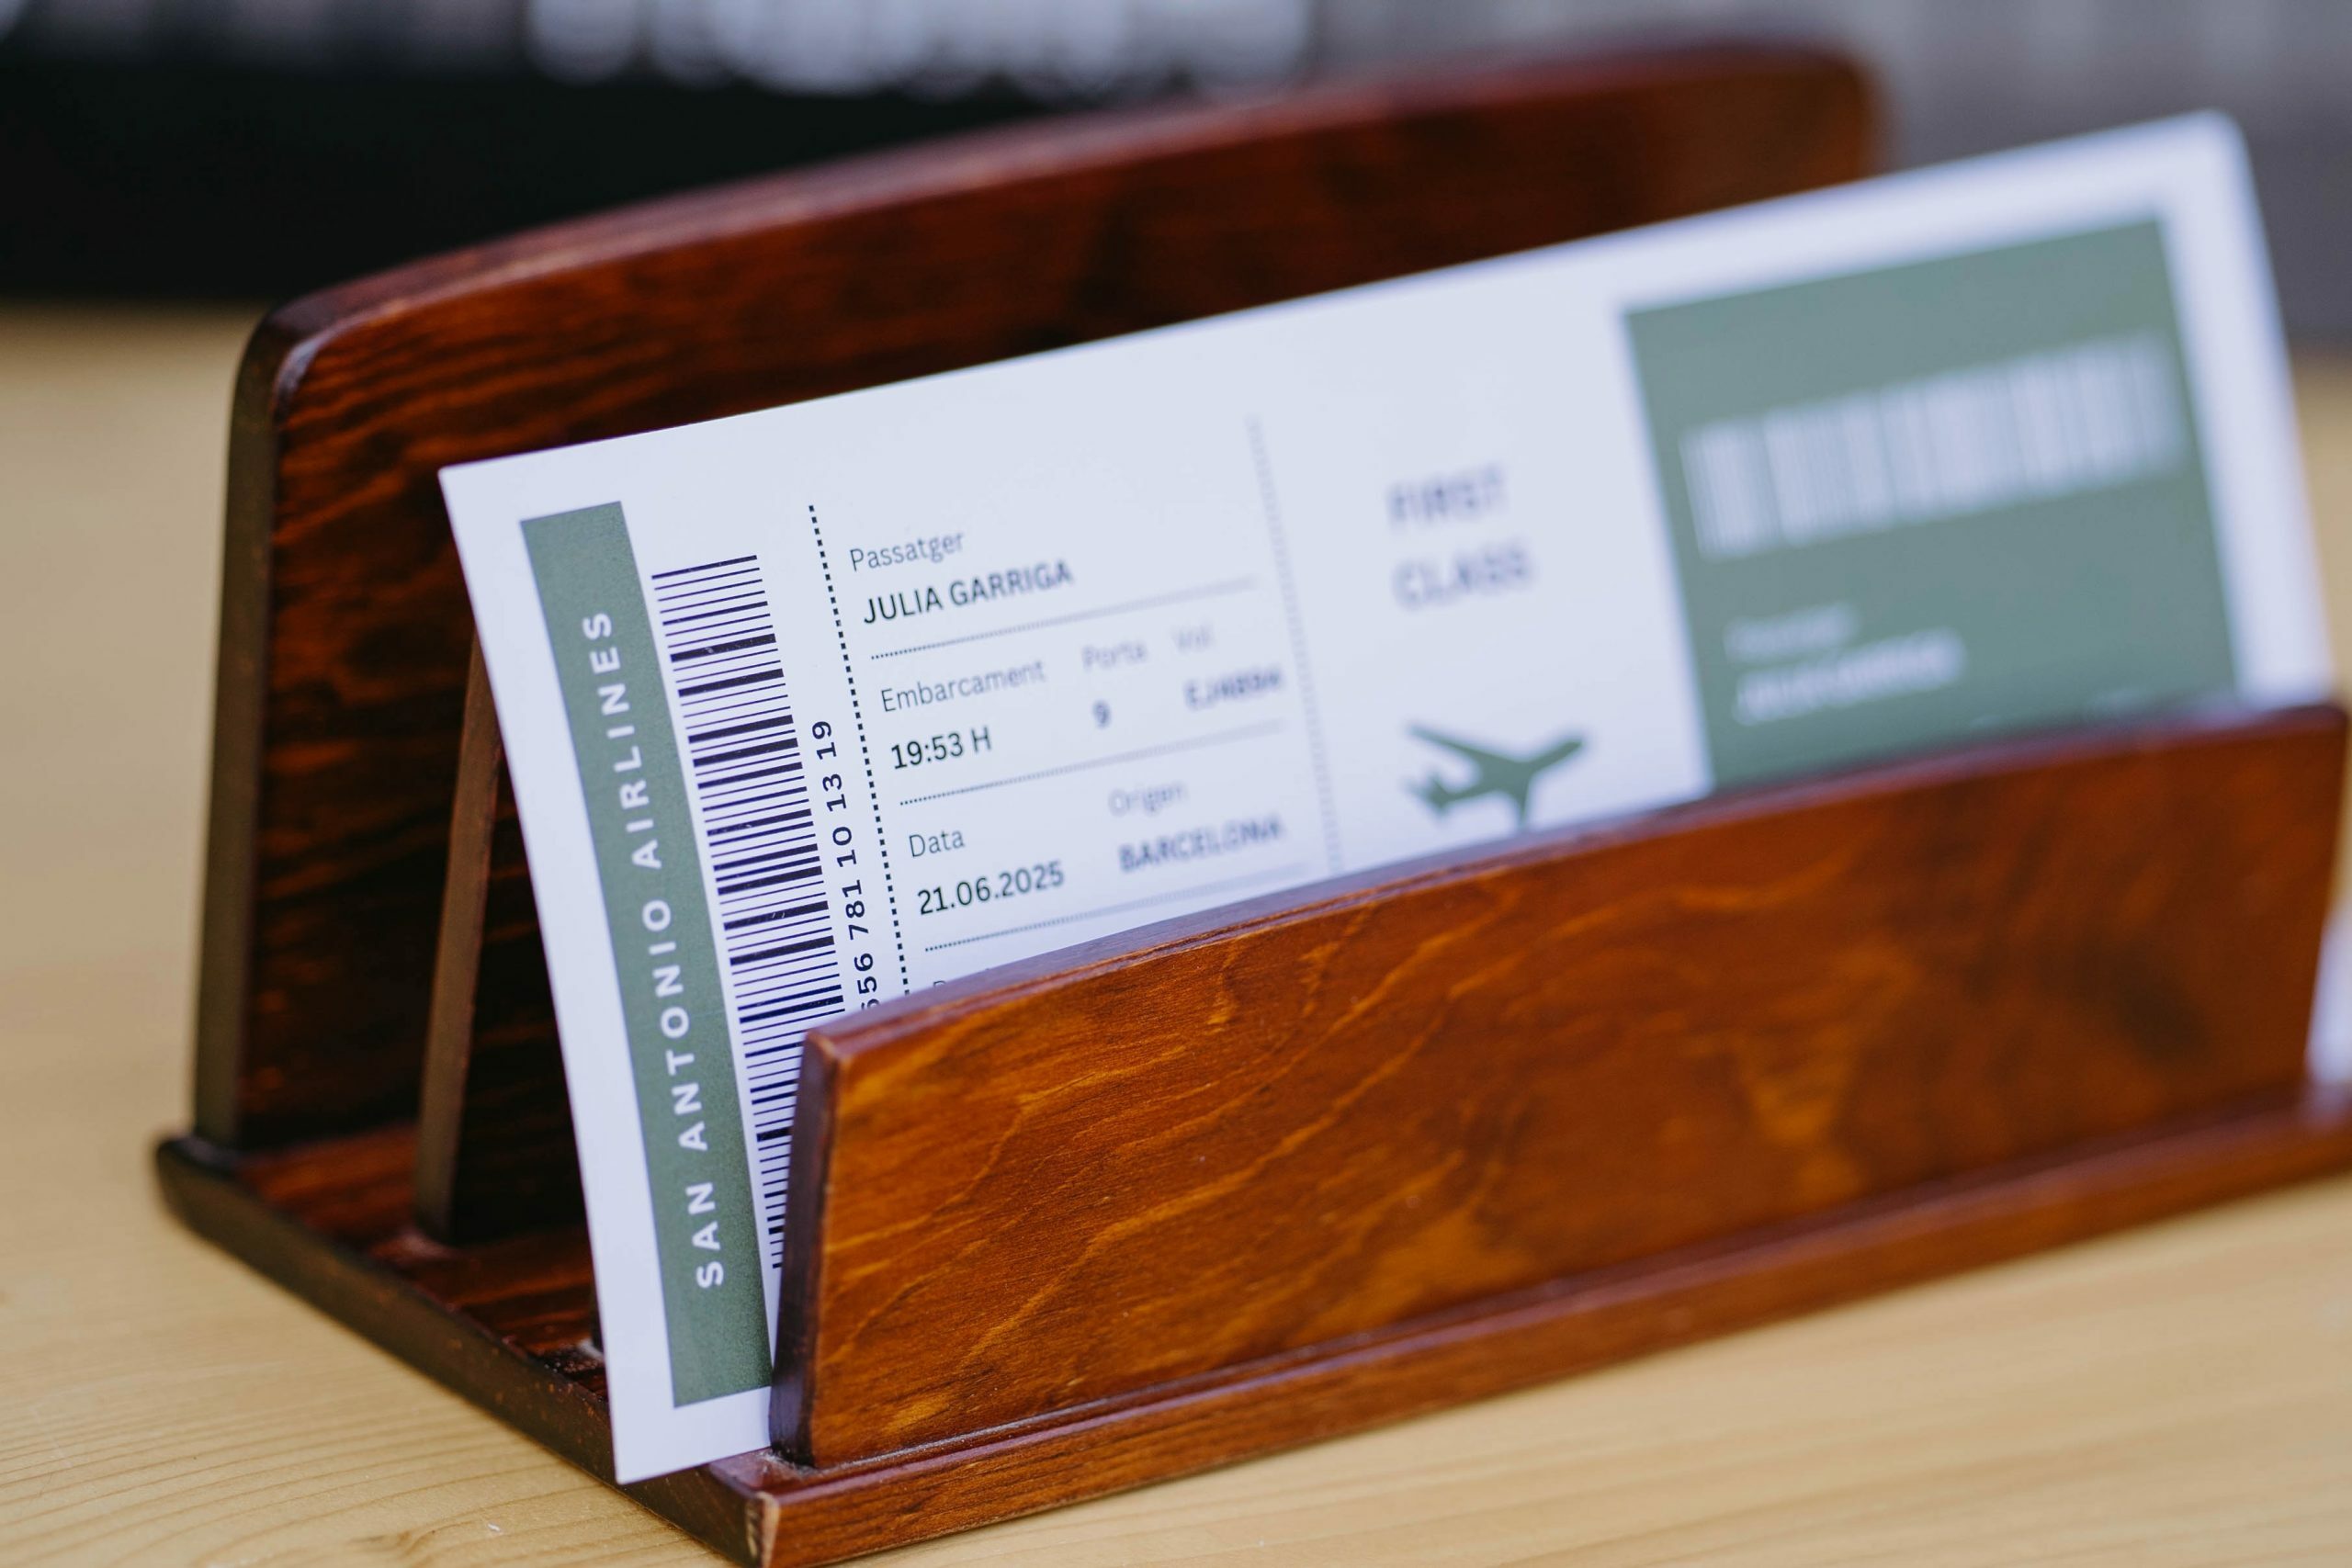 SAN ANTONIO AIRLINES
556 781 10 13 19
Passatger
JULIA GARRIGA
Embarcament Porta Vol
19:53 H 9
Data Origen
21.06.2025 BARCELONA
FIRST
CLASS